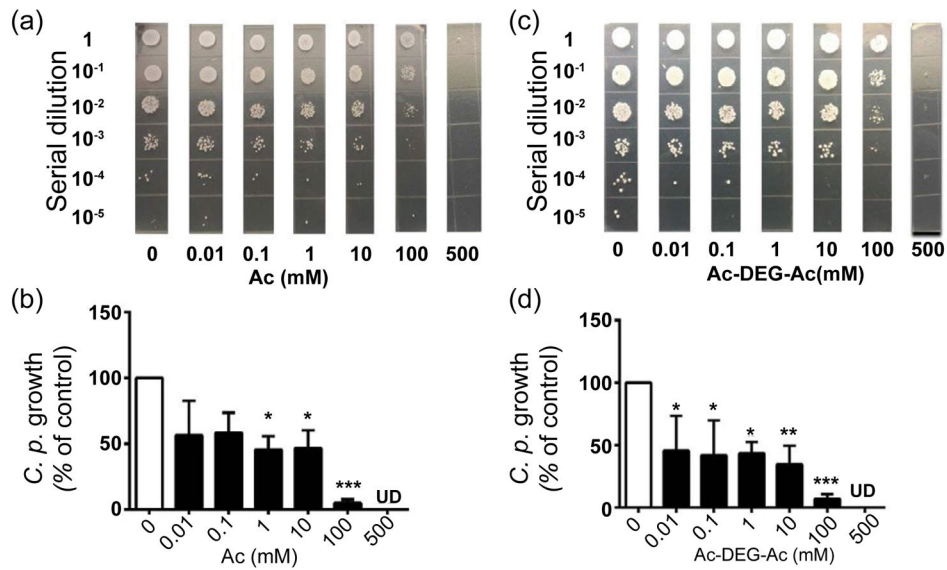 (a)
Serial dilution
1
10-1
10-2
10-3
10-4
10-5
0 0.01 0.1 1 10 100 500
Ac (mM)
(c)
Serial dilution
1
10-1
10-2
10-3
10-4
10-5
0 0.01 0.1 1 10 100 500
Ac-DEG-Ac(mM)
(b)
C. p. growth
(% of control)
150
100
50
0
* * *** UD
0 0.01 0.1 1 10 100 500
Ac (mM)
(d)
C. p. growth
(% of control)
150
100
50
0
* * * ** *** UD
0 0.01 0.1 1 10 100 500
Ac-DEG-Ac (mM)